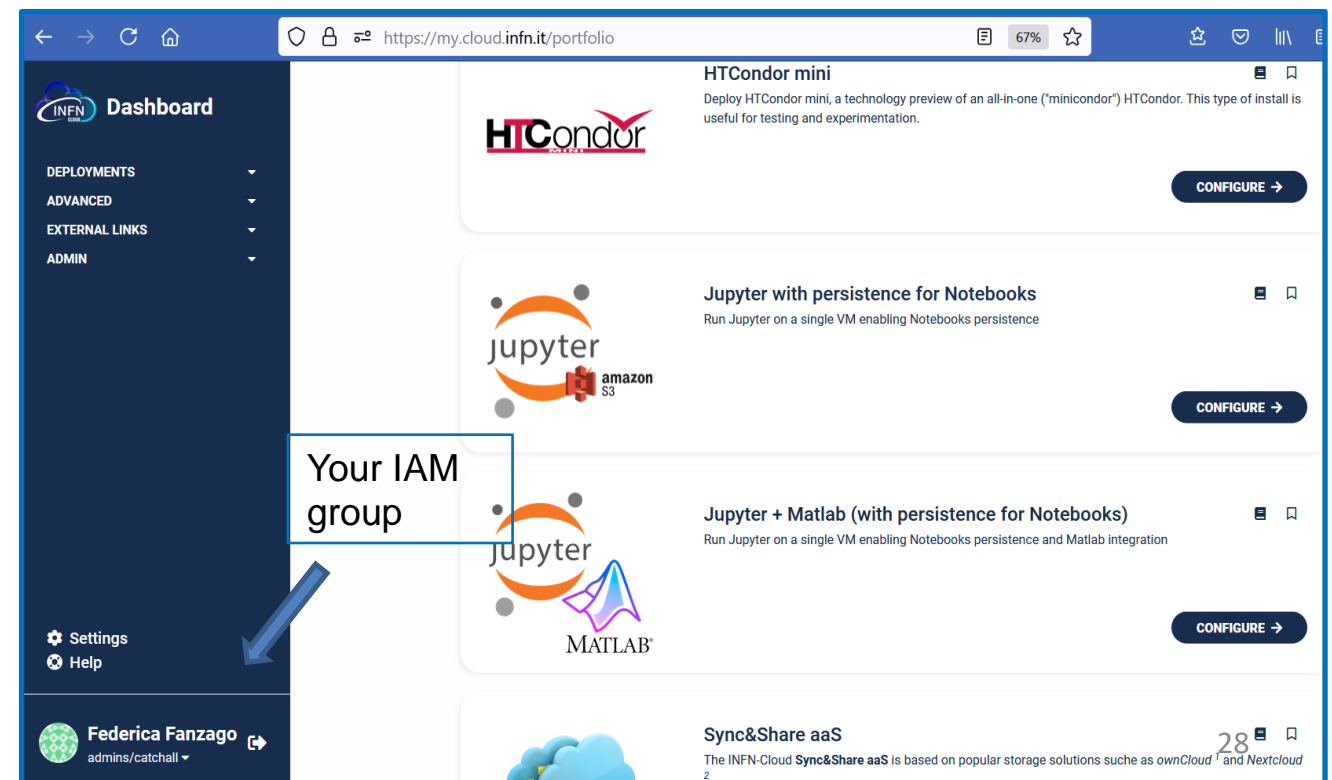 https://my.cloud.infn.it/portfolio
67%
INFN
CLOUD
Dashboard
DEPLOYMENTS
ADVANCED
EXTERNAL LINKS
ADMIN
Settings
Help
Federica Fanzago
admins/catchall
HTCondor
MINI
HTCondor mini
Deploy HTCondor mini, a technology preview of an all-in-one ("minicondor") HTCondor. This type of install is
useful for testing and experimentation.
CONFIGURE →
jupyter
amazon
S3
Jupyter with persistence for Notebooks
Run Jupyter on a single VM enabling Notebooks persistence
CONFIGURE →
Your IAM
group
jupyter
MATLAB®
Jupyter + Matlab (with persistence for Notebooks)
Run Jupyter on a single VM enabling Notebooks persistence and Matlab integration
CONFIGURE →
Sync&Share aaS
The INFN-Cloud Sync&Share aaS is based on popular storage solutions suche as ownCloud 1 and Nextcloud
2
28